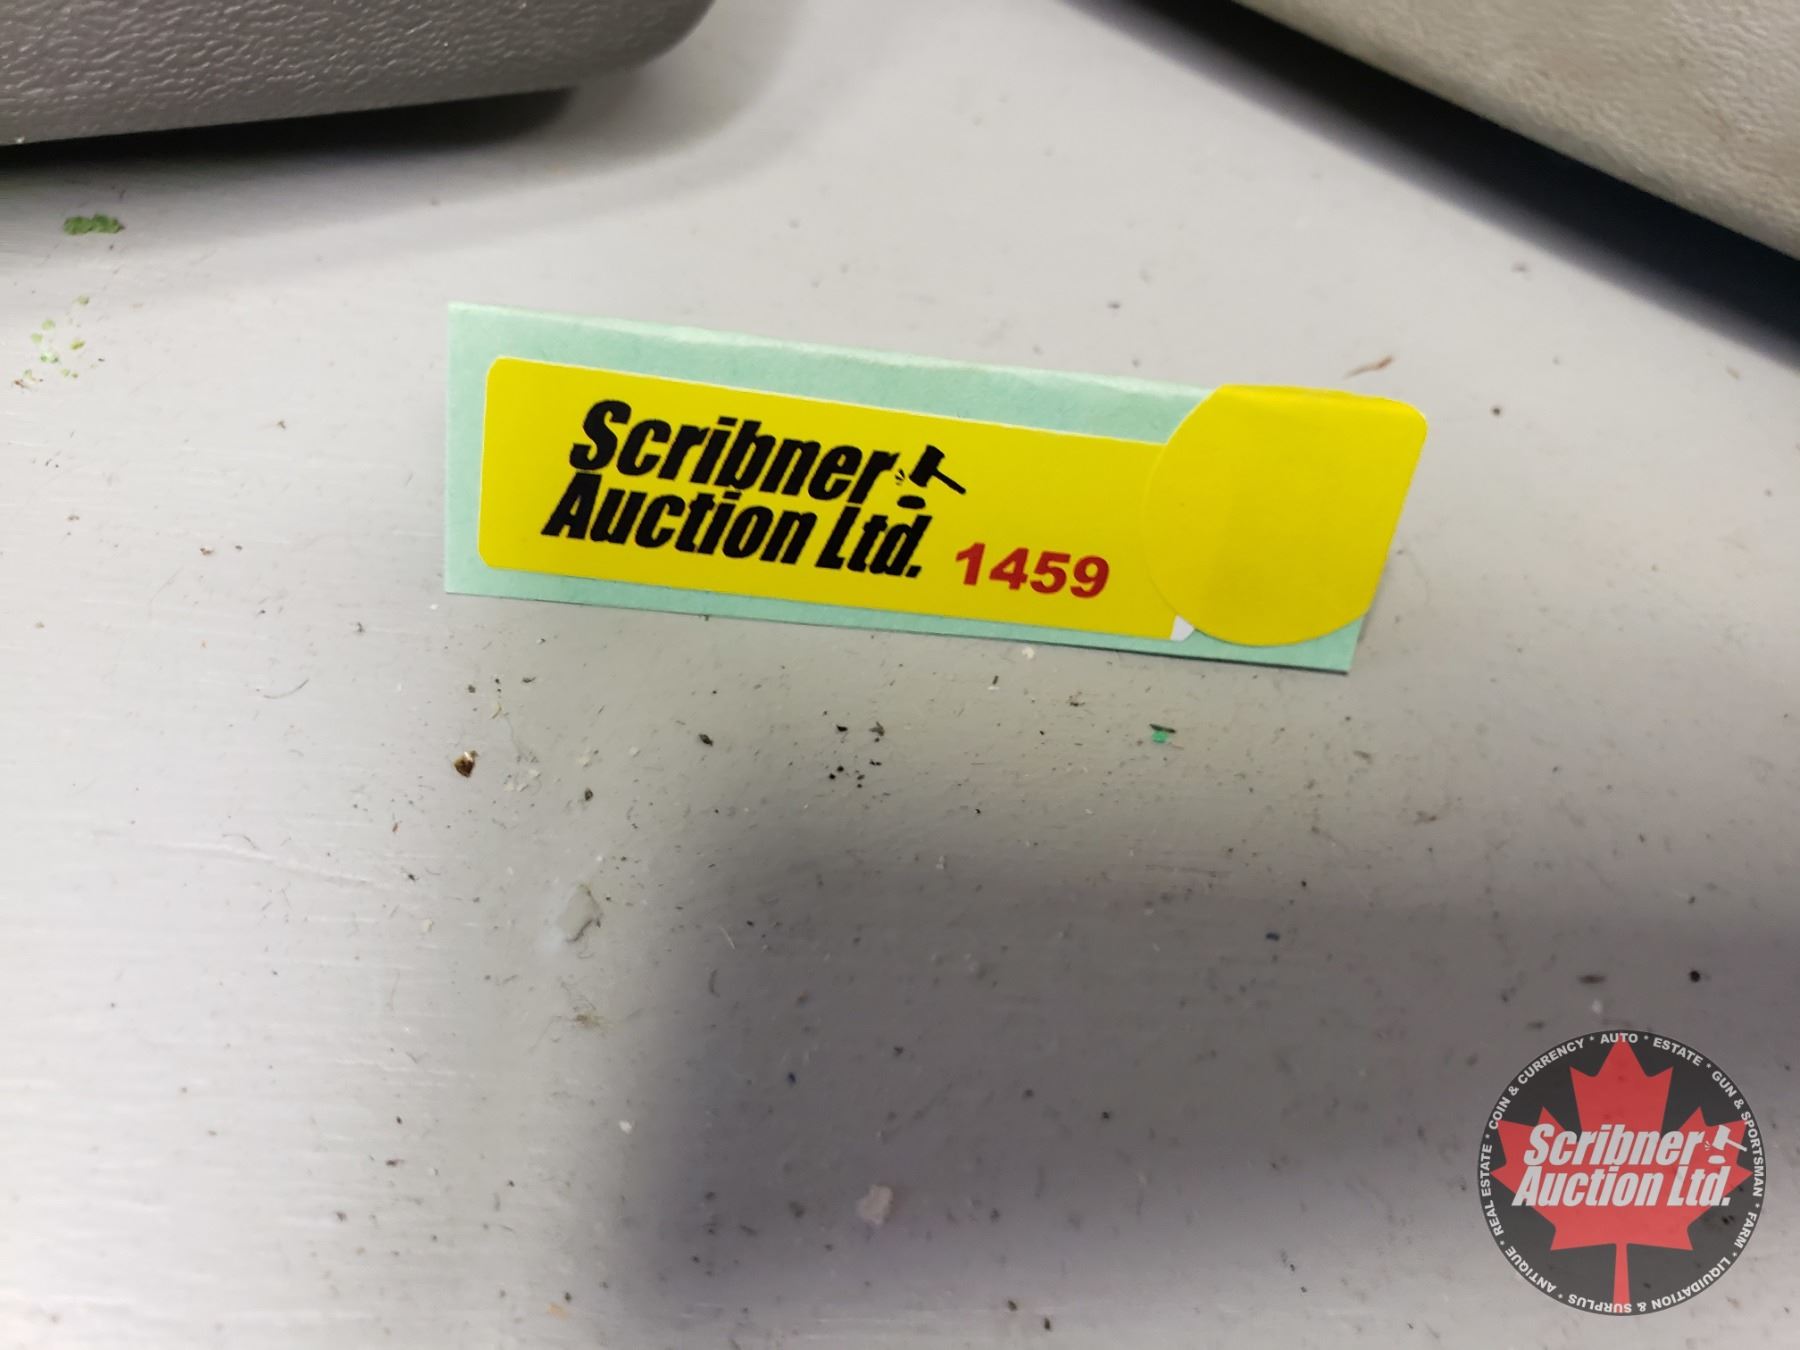 Scribner
Auction Ltd. 1459
COIN & CURRENCY * AUTO * ESTATE * GUN & SPORTSMAN * FARM * LIQUIDATION & SURPLUS * ANTIQUE * REAL ESTATE *
Scribner
Auction Ltd.